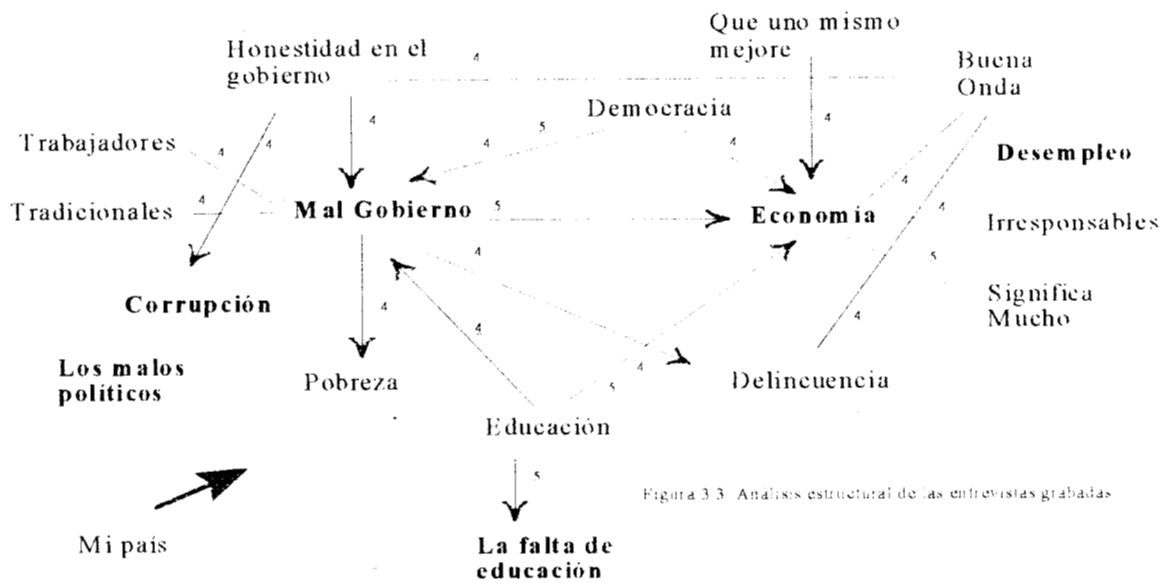 Honestidad en el
gobierno
4
Que uno mismo
mejore
Buena
Onda
Democracia
Trabajadores
4
4
4
4
5
4
4
Desempleo
Tradicionales
4
Mal Gobierno
5
Economía
4
4
Irresponsables
4
5
Corrupción
Significa
Mucho
4
4
4
Los malos
políticos
Pobreza
5
4
Delincuencia
Educación
5
Figura 3.3 Análisis estructural de las entrevistas grabadas
Mi país
La falta de
educación